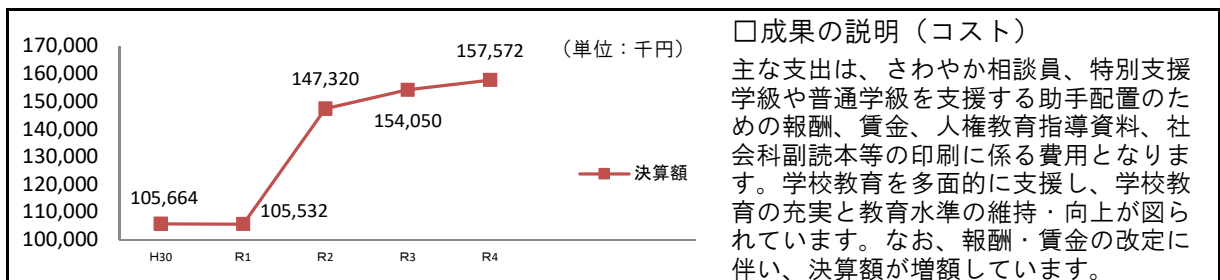 170,000
160,000
150,000
140,000
130,000
120,000
110,000
100,000
(単位：千円)
157,572
147,320
154,050
105,664
105,532
決算額
H30 R1 R2 R3 R4
□成果の説明（コスト）
主な支出は、さわやか相談員、特別支援
学級や普通学級を支援する助手配置のた
めの報酬、賃金、人権教育指導資料、社
会科副読本等の印刷に係る費用となりま
す。学校教育を多面的に支援し、学校教
育の充実と教育水準の維持・向上が図ら
れています。なお、報酬・賃金の改定に
伴い、決算額が増額しています。